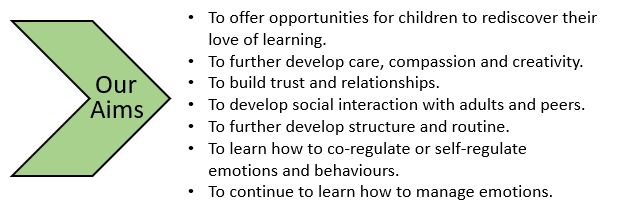 Our
Aims
• To offer opportunities for children to rediscover their
love of learning.
• To further develop care, compassion and creativity.
• To build trust and relationships.
• To develop social interaction with adults and peers.
• To further develop structure and routine.
• To learn how to co-regulate or self-regulate
emotions and behaviours.
• To continue to learn how to manage emotions.